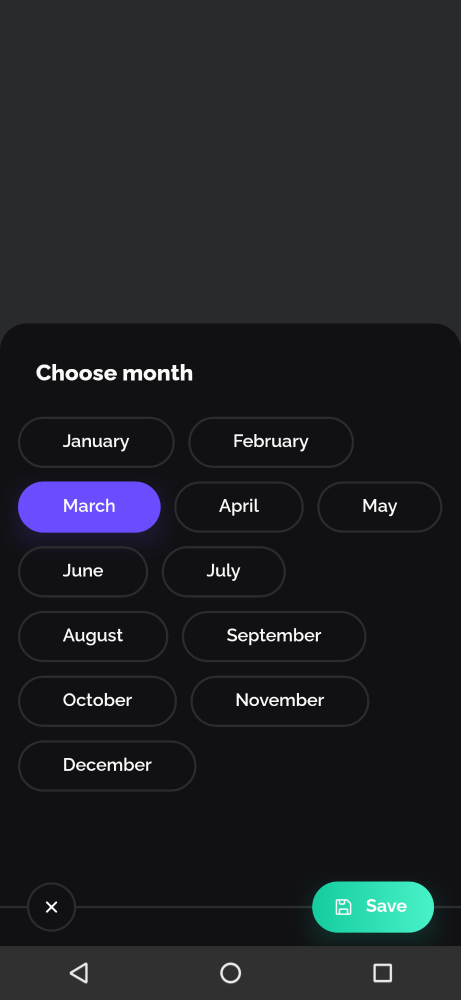 Choose month
January February
March April May
June July
August September
October November
December
Save